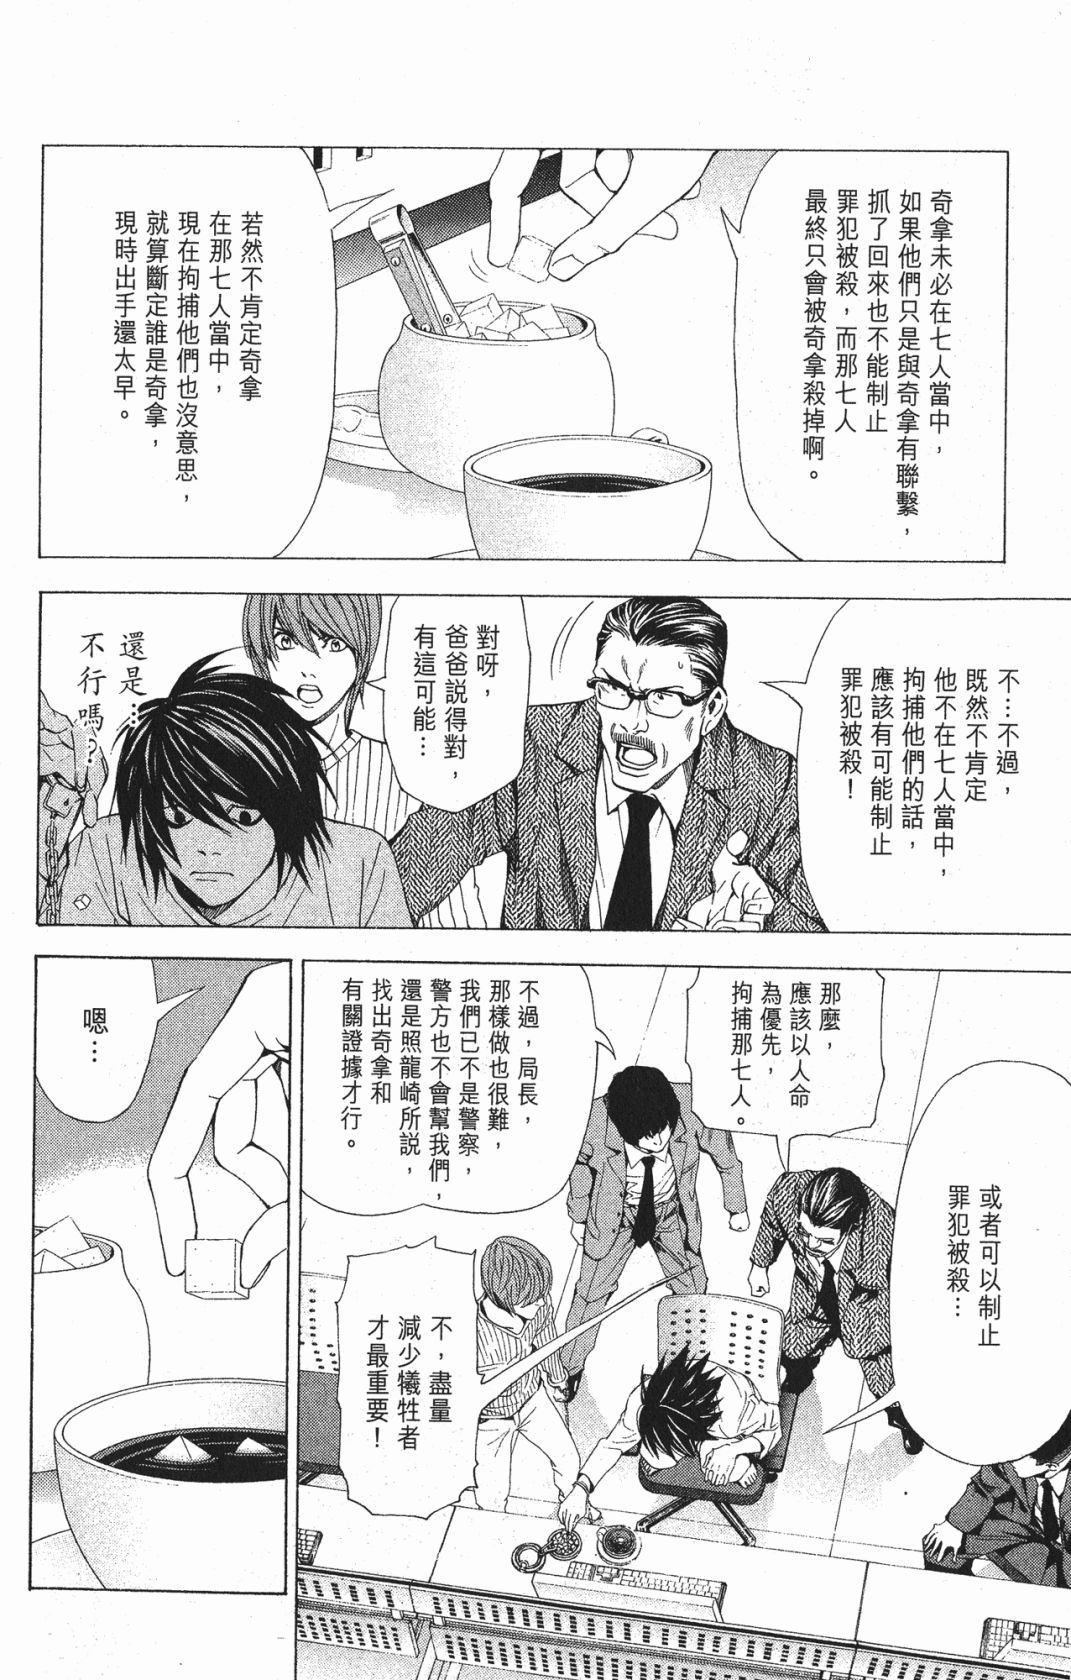 奇拿未必在七人當中，
如果他們只是與奇拿有聯繫，
抓了回來也不能制止
罪犯被殺，而那七人
最終只會被奇拿殺掉啊。
若然不肯定奇拿
在那七人當中，
現在拘捕他們也沒意思，
就算斷定誰是奇拿，
現時出手還太早。
不…不過，
既然不肯定
他不在七人當中，
拘捕他們的話，
應該有可能制止
罪犯被殺！
對呀，
爸爸說得對，
有這可能…
還是…
不行嗎？
或者可以制止
罪犯被殺…
那麼，
應該以人命
為優先，
拘捕那七人。
不過，局長，
那樣做也很難，
我們已不是警察，
警方也不會幫我們，
還是照龍崎所說，
找出奇拿和
有關證據才行。
不，盡量
減少犧牲者
才最重要！
嗯…